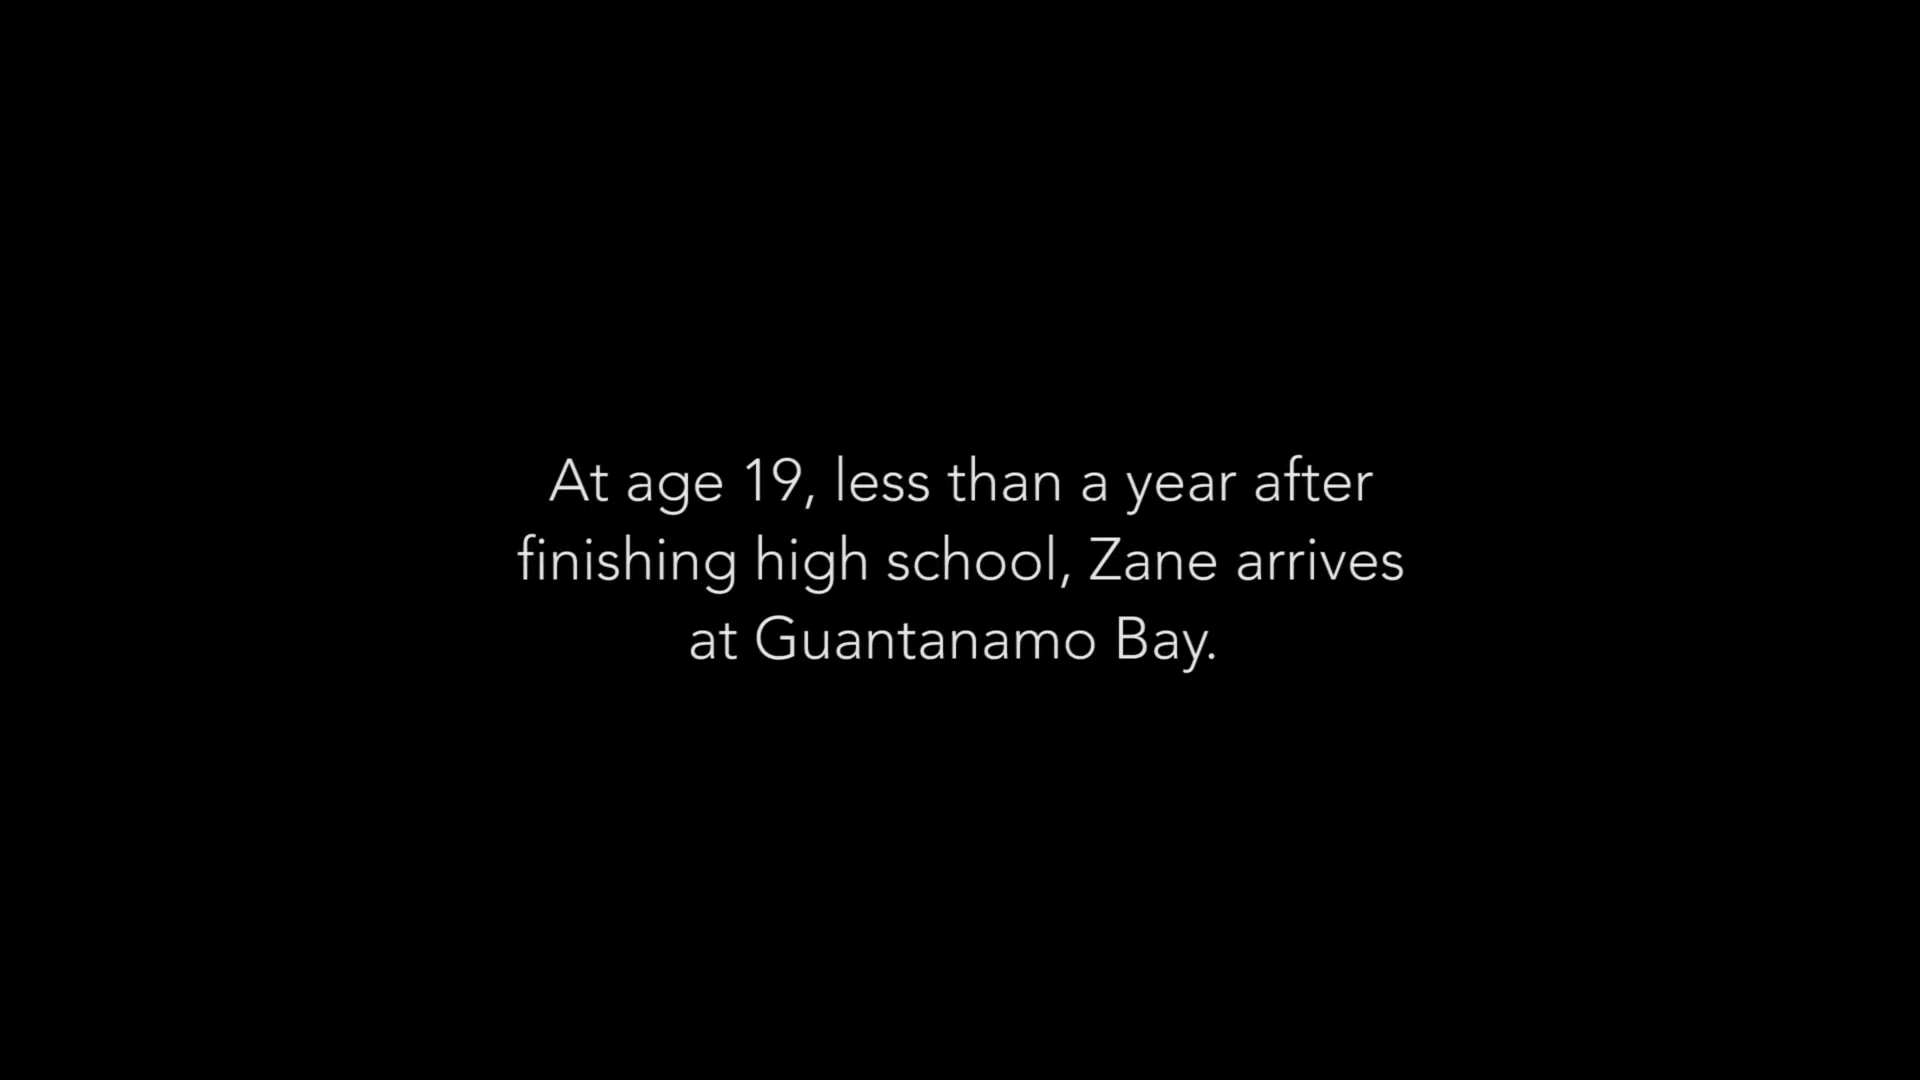 At age 19, less than a year after
finishing high school, Zane arrives
at Guantanamo Bay.